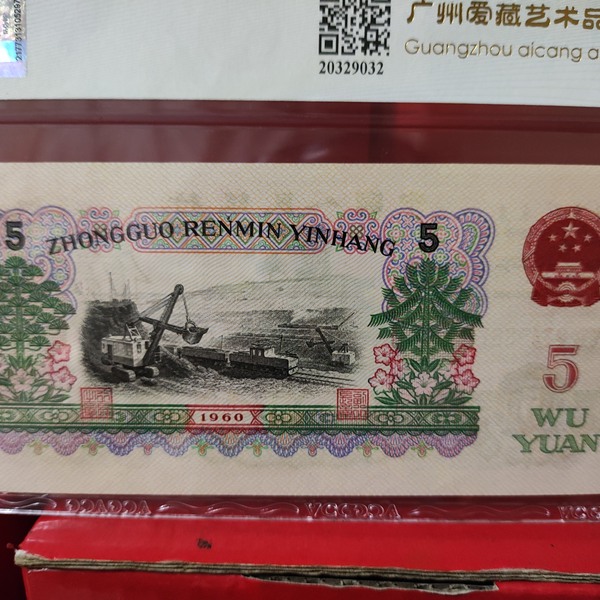 广州爱藏艺术品
Guangzhou aicang a
20329032
5 ZHONGGUO RENMIN YINHANG 5
5
WU
YUAN
1960